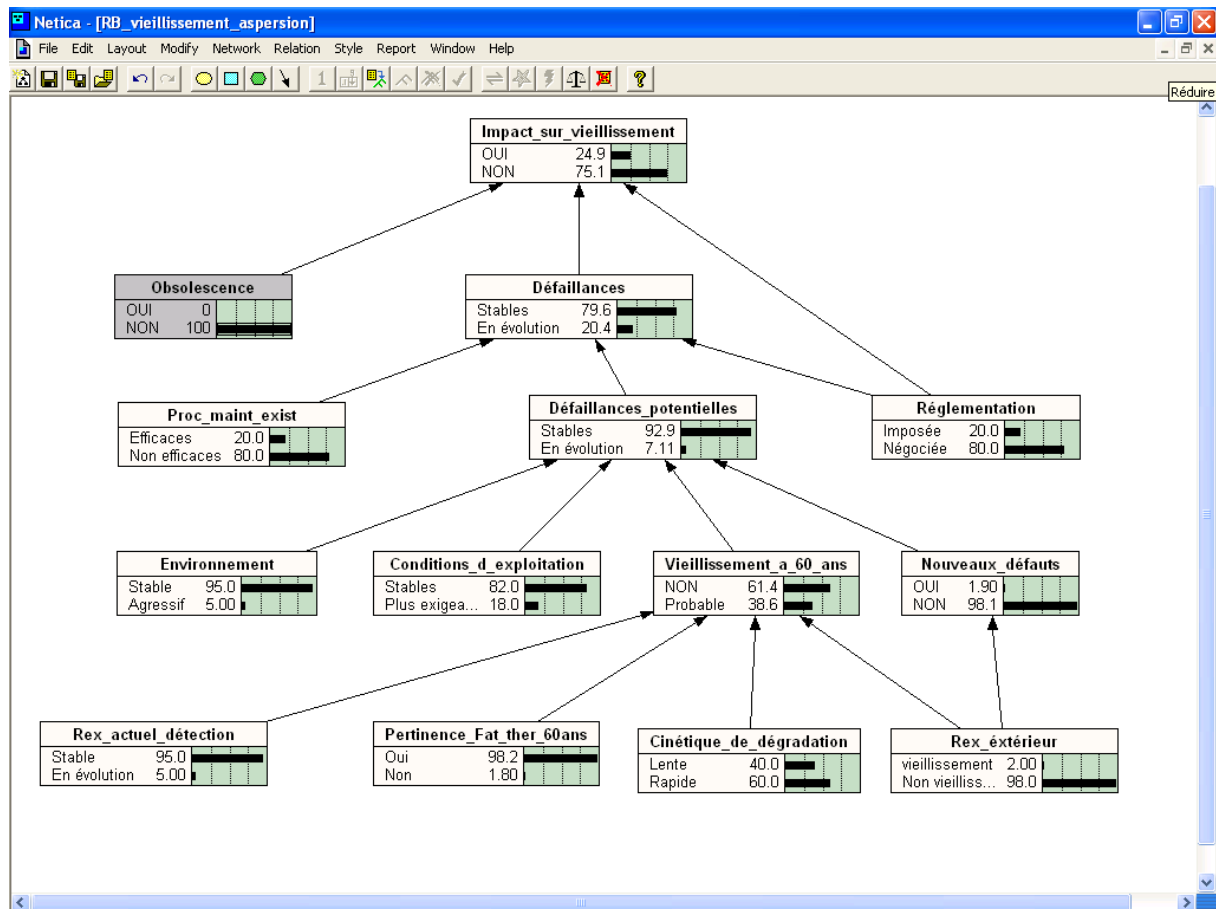 Netica - [RB_vieillissement_aspersion]
File Edit Layout Modify Network Relation Style Report Window Help
1
?
Réduire
Impact_sur_vieillissement
OUI 24.9
NON 75.1
Obsolescence
OUI 0
NON 100
Défaillances
Stables 79.6
En évolution 20.4
Proc_maint_exist
Efficaces 20.0
Non efficaces 80.0
Défaillances_potentielles
Stables 92.9
En évolution 7.11
Réglementation
Imposée 20.0
Négociée 80.0
Environnement
Stable 95.0
Agressif 5.00
Conditions_d_exploitation
Stables 82.0
Plus exigea... 18.0
Vieillissement_a_60_ans
NON 61.4
Probable 38.6
Nouveaux_défauts
OUI 1.90
NON 98.1
Rex_actuel_détection
Stable 95.0
En évolution 5.00
Pertinence_Fat_ther_60ans
Oui 98.2
Non 1.80
Cinétique_de_dégradation
Lente 40.0
Rapide 60.0
Rex_éxtérieur
vieillissement 2.00
Non vieilliss... 98.0